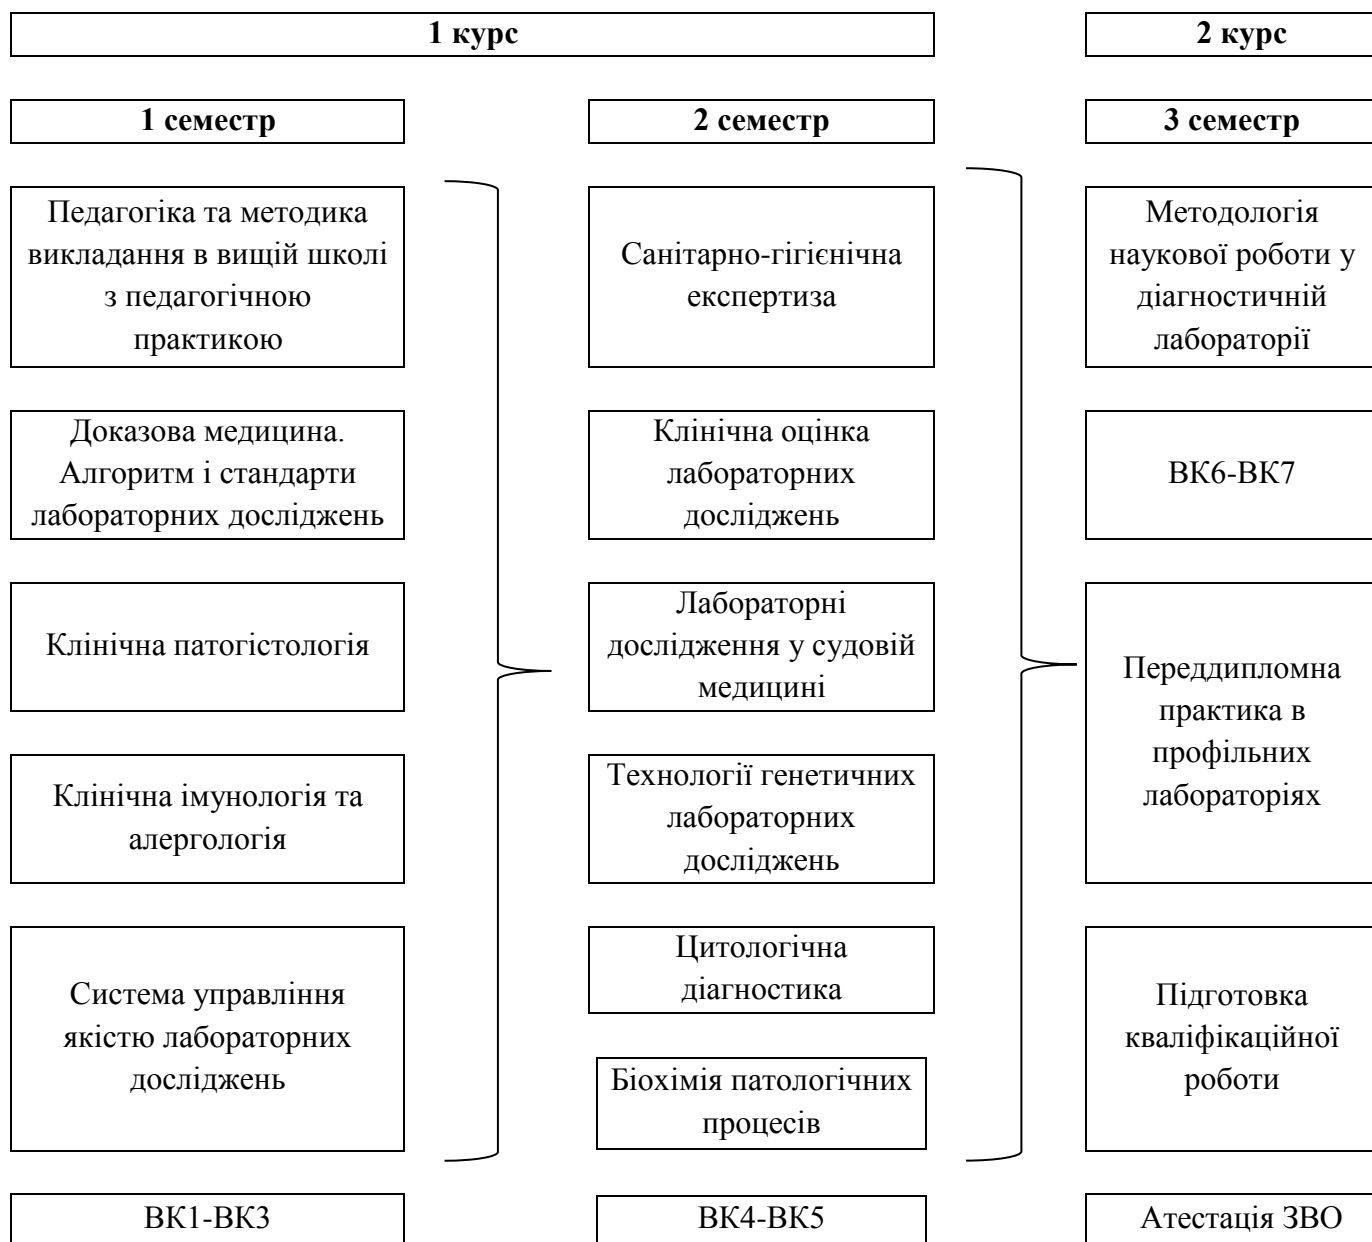 1 курс
2 курс
1 семестр
2 семестр
3 семестр
Педагогіка та методика
викладання в вищій школі
з педагогічною
практикою
Санітарно-гігієнічна
експертиза
Методологія
наукової роботи у
діагностичній
лабораторії
Доказова медицина.
Алгоритм і стандарти
лабораторних досліджень
Клінічна оцінка
лабораторних
досліджень
ВК6-ВК7
Клінічна патогістологія
Лабораторні
дослідження у судовій
медицині
Переддипломна
практика в
профільних
лабораторіях
Клінічна імунологія та
алергологія
Технології генетичних
лабораторних
досліджень
Система управління
якістю лабораторних
досліджень
Цитологічна
діагностика
Біохімія патологічних
процесів
Підготовка
кваліфікаційної
роботи
ВК1-ВК3
ВК4-ВК5
Атестація ЗВО